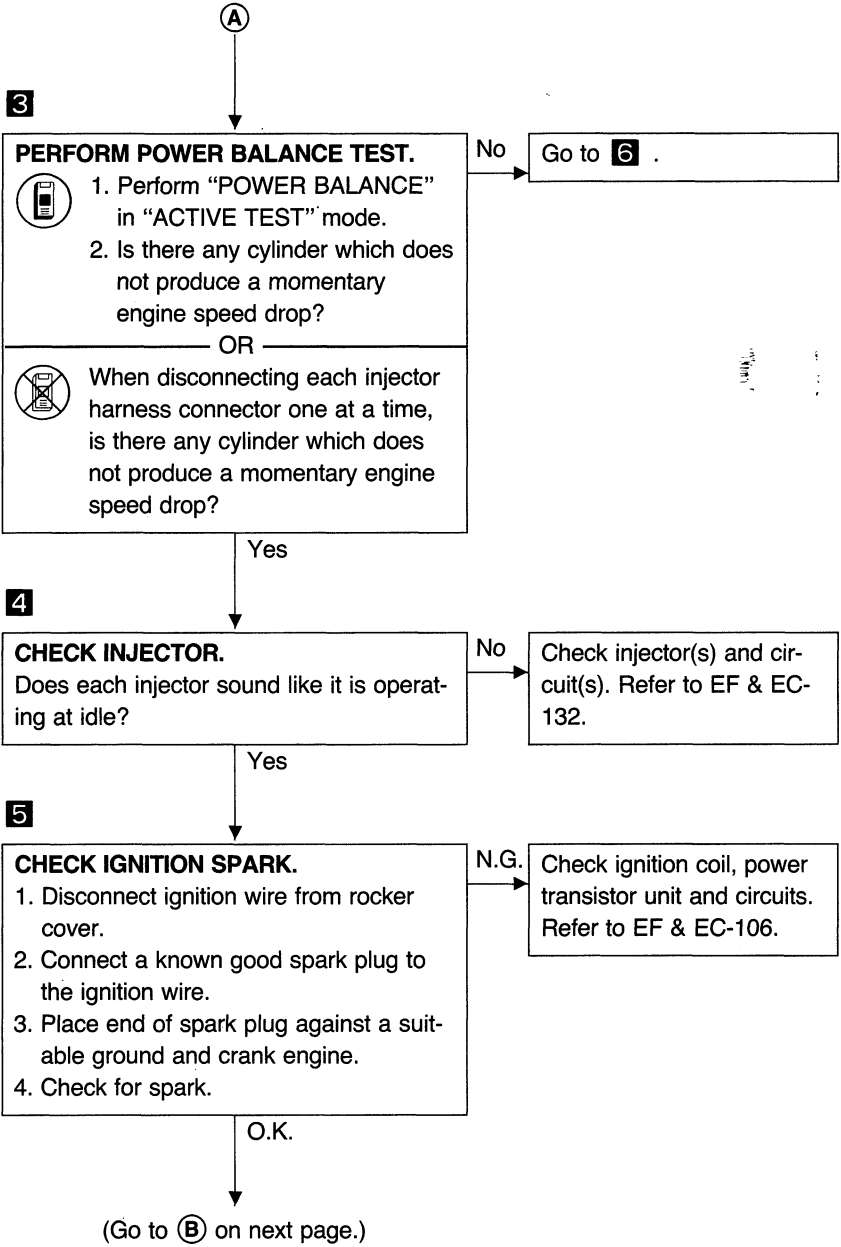 A
3
PERFORM POWER BALANCE TEST.
1. Perform “POWER BALANCE”
in “ACTIVE TEST” mode.
2. Is there any cylinder which does
not produce a momentary
engine speed drop?
OR
When disconnecting each injector
harness connector one at a time,
is there any cylinder which does
not produce a momentary engine
speed drop?
No
Go to 6 .
Yes
4
CHECK INJECTOR.
Does each injector sound like it is operat-
ing at idle?
No
Check injector(s) and cir-
cuit(s). Refer to EF & EC-
132.
Yes
5
CHECK IGNITION SPARK.
1. Disconnect ignition wire from rocker
cover.
2. Connect a known good spark plug to
the ignition wire.
3. Place end of spark plug against a suit-
able ground and crank engine.
4. Check for spark.
N.G.
Check ignition coil, power
transistor unit and circuits.
Refer to EF & EC-106.
O.K.
(Go to B on next page.)